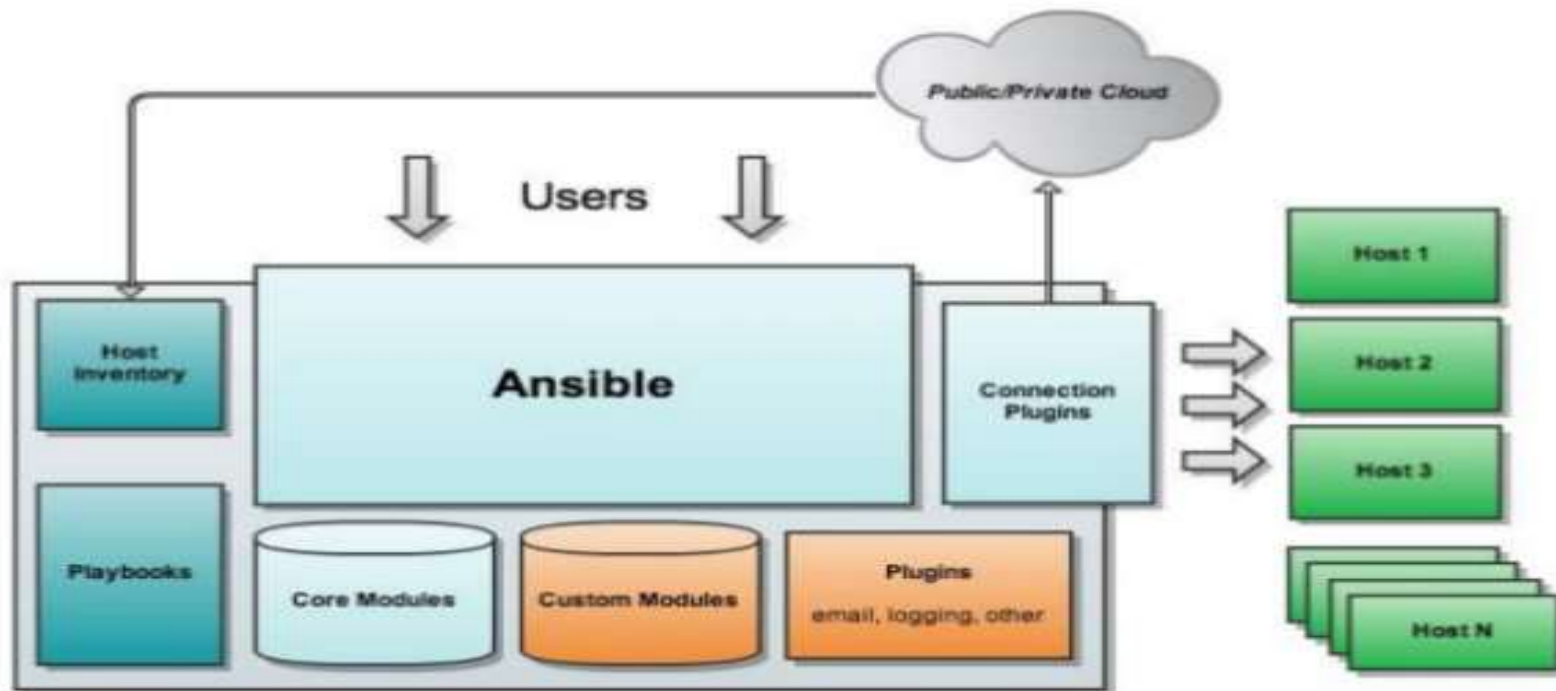 Public/Private Cloud
Users
Host 1
Host
Inventory
Ansible
Connection
Plugins
Host 2
Host 3
Playbooks
Core Modules
Custom Modules
Plugins
email, logging, other
Host N